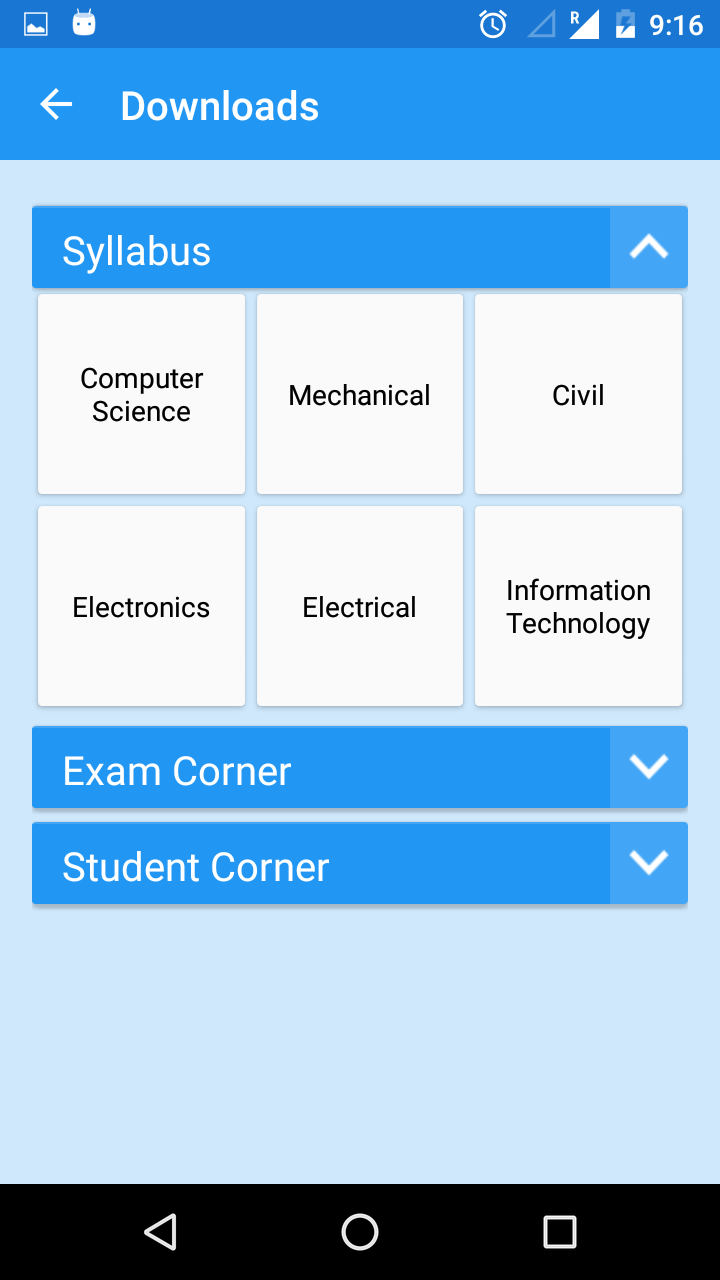 R 9:16
Downloads
Syllabus
Computer
Science
Mechanical
Civil
Electronics
Electrical
Information
Technology
Exam Corner
Student Corner